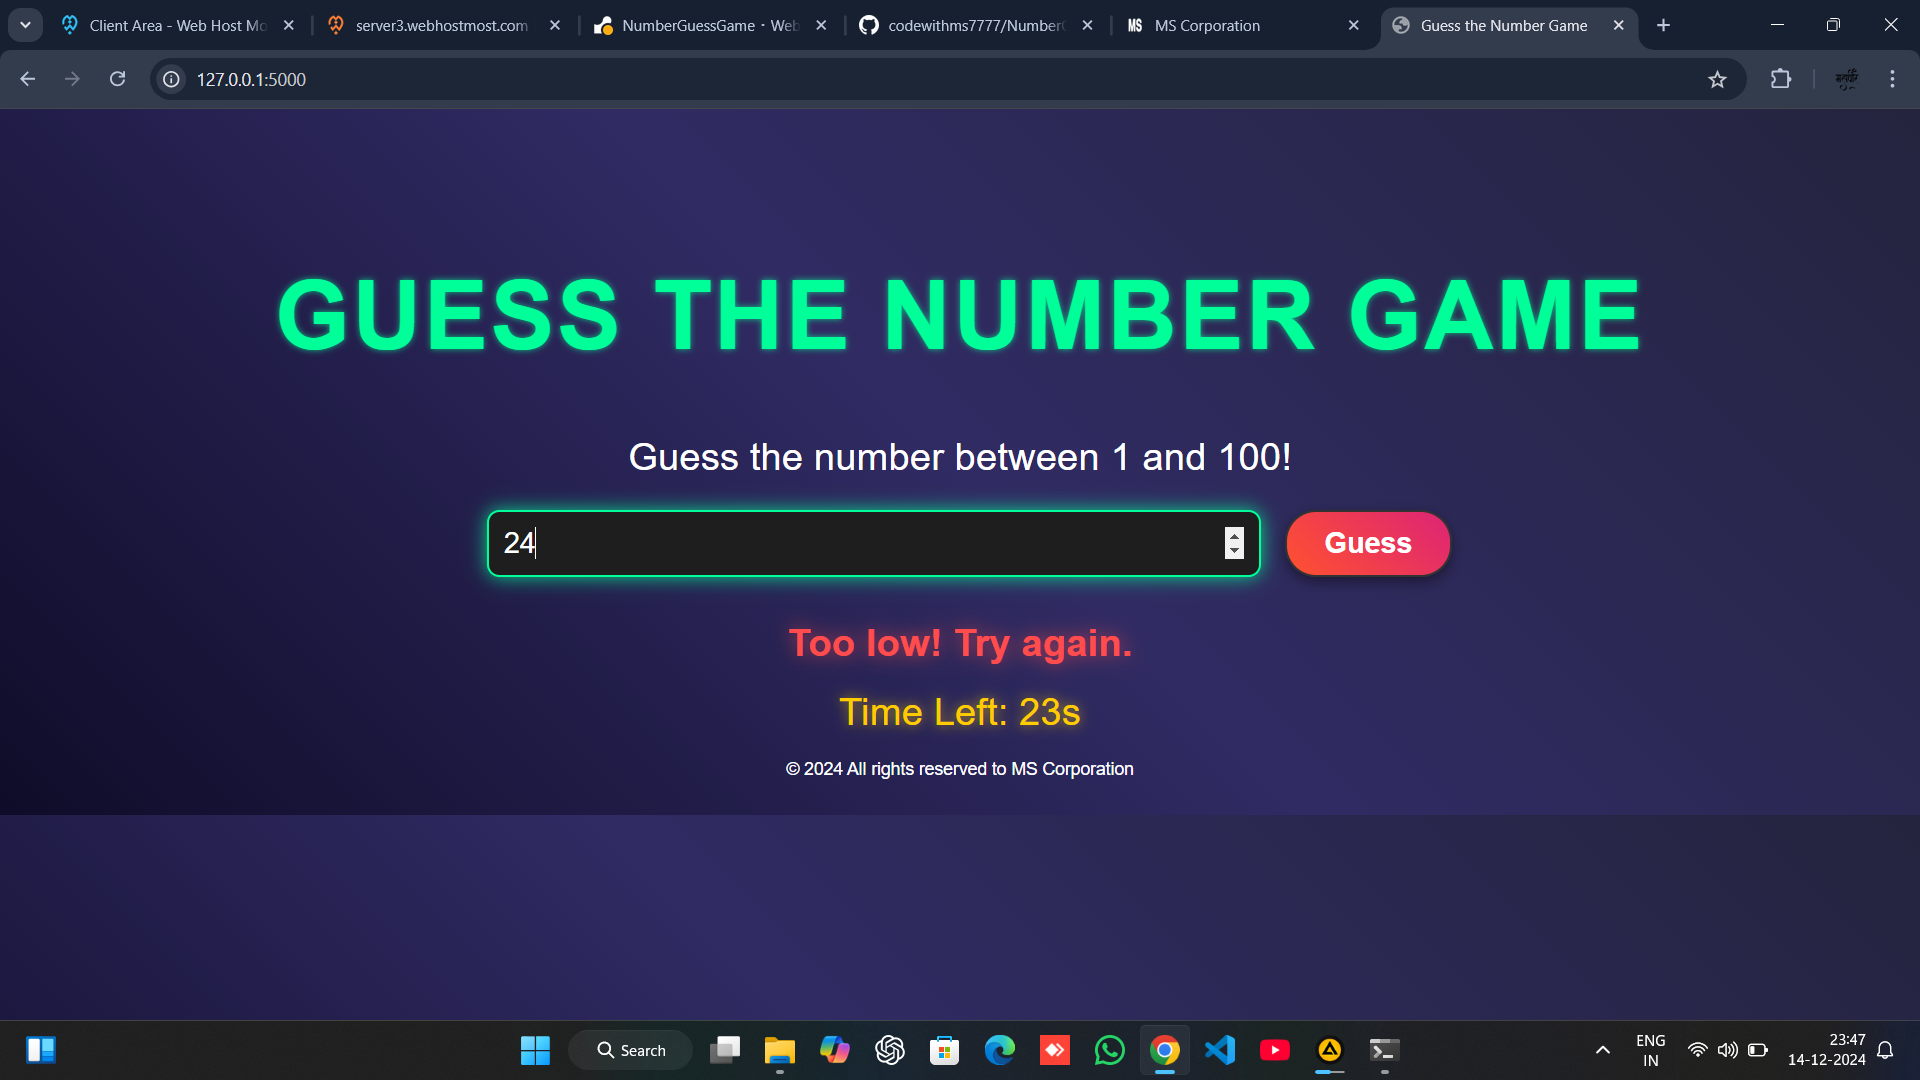 Client Area - Web Host Mo
server3.webhostmost.com
NumberGuessGame · Web
codewithms7777/Number
MS MS Corporation
Guess the Number Game
127.0.0.1:5000
GUESS THE NUMBER GAME
Guess the number between 1 and 100!
24
Guess
Too low! Try again.
Time Left: 23s
© 2024 All rights reserved to MS Corporation
Search
ENG
IN
23:47
14-12-2024